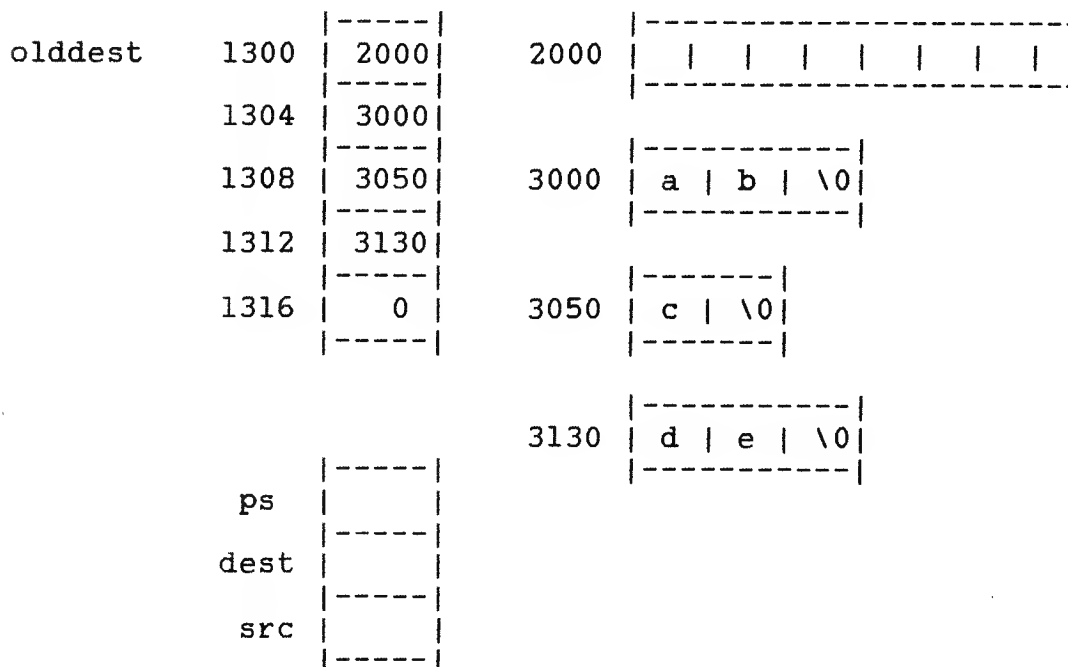 olddest 1300 | 2000| 2000 | | | | | | | |
1304 | 3000|
1308 | 3050| 3000 | a | b | \0|
1312 | 3130|
1316 | 0 | 3050 | c | \0|
3130 | d | e | \0|
ps | |
dest | |
src | |